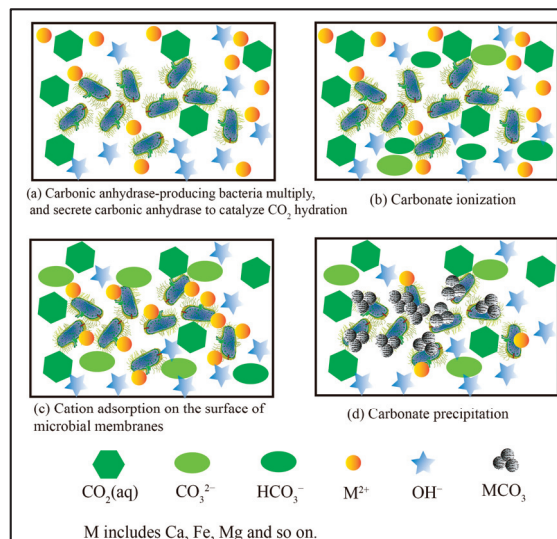 (a) Carbonic anhydrase-producing bacteria multiply,
and secrete carbonic anhydrase to catalyze CO₂ hydration
(b) Carbonate ionization
(c) Cation adsorption on the surface of
microbial membranes
(d) Carbonate precipitation
CO₂(aq) CO₃²⁻ HCO₃⁻ M²⁺ OH⁻ MCO₃
M includes Ca, Fe, Mg and so on.